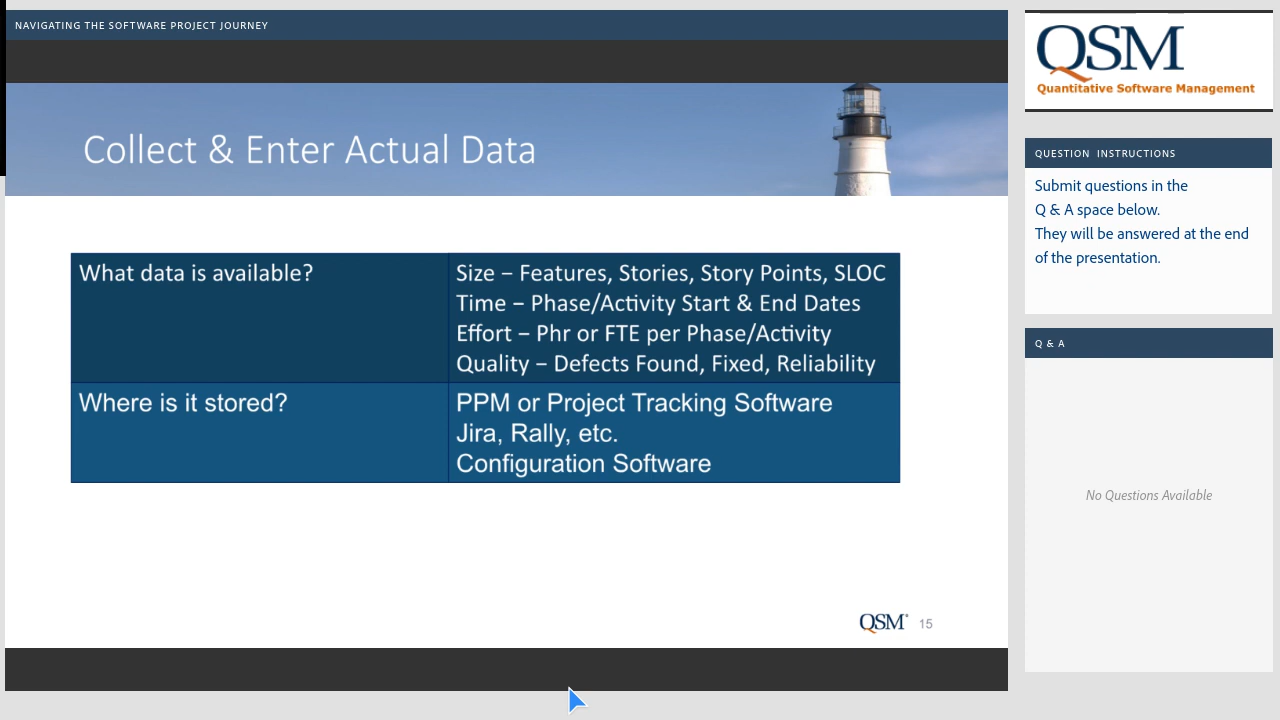 NAVIGATING THE SOFTWARE PROJECT JOURNEY
Collect & Enter Actual Data
What data is available?
Size – Features, Stories, Story Points, SLOC
Time – Phase/Activity Start & End Dates
Effort – Phr or FTE per Phase/Activity
Quality – Defects Found, Fixed, Reliability
Where is it stored?
PPM or Project Tracking Software
Jira, Rally, etc.
Configuration Software
QSM 15
QSM
Quantitative Software Management
QUESTION INSTRUCTIONS
Submit questions in the
Q & A space below.
They will be answered at the end
of the presentation.
Q & A
No Questions Available